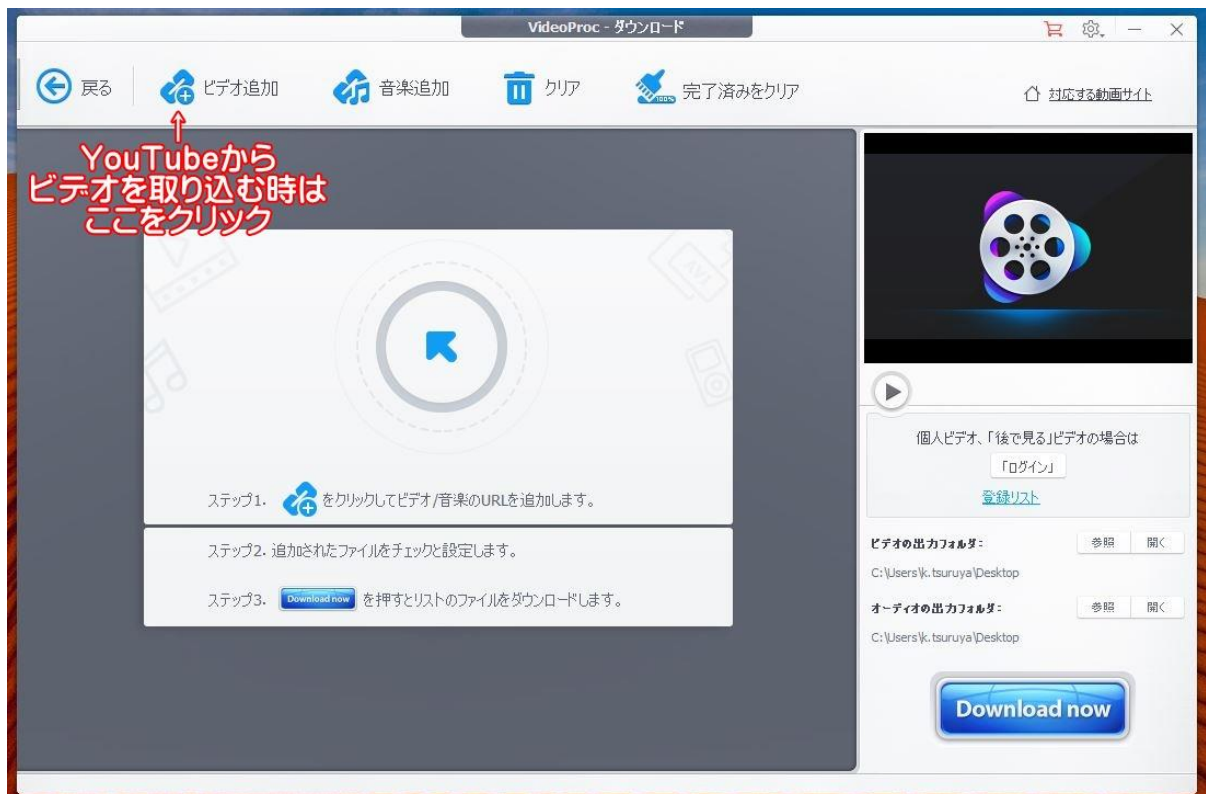 VideoProc - ダウンロード
戻る
ビデオ追加
音楽追加
クリア
100%
完了済みをクリア
対応する動画サイト
↑
YouTubeから
ビデオを取り込む時は
ここをクリック
AVI
ステップ1. をクリックしてビデオ/音楽のURLを追加します。
ステップ2. 追加されたファイルをチェックと設定します。
ステップ3. Download now を押すとリストのファイルをダウンロードします。
個人ビデオ、「後で見る」ビデオの場合は
「ログイン」
登録リスト
ビデオの出力フォルダ: 参照 開く
C:\Users\k.tsuruya\Desktop
オーディオの出力フォルダ: 参照 開く
C:\Users\k.tsuruya\Desktop
Download now